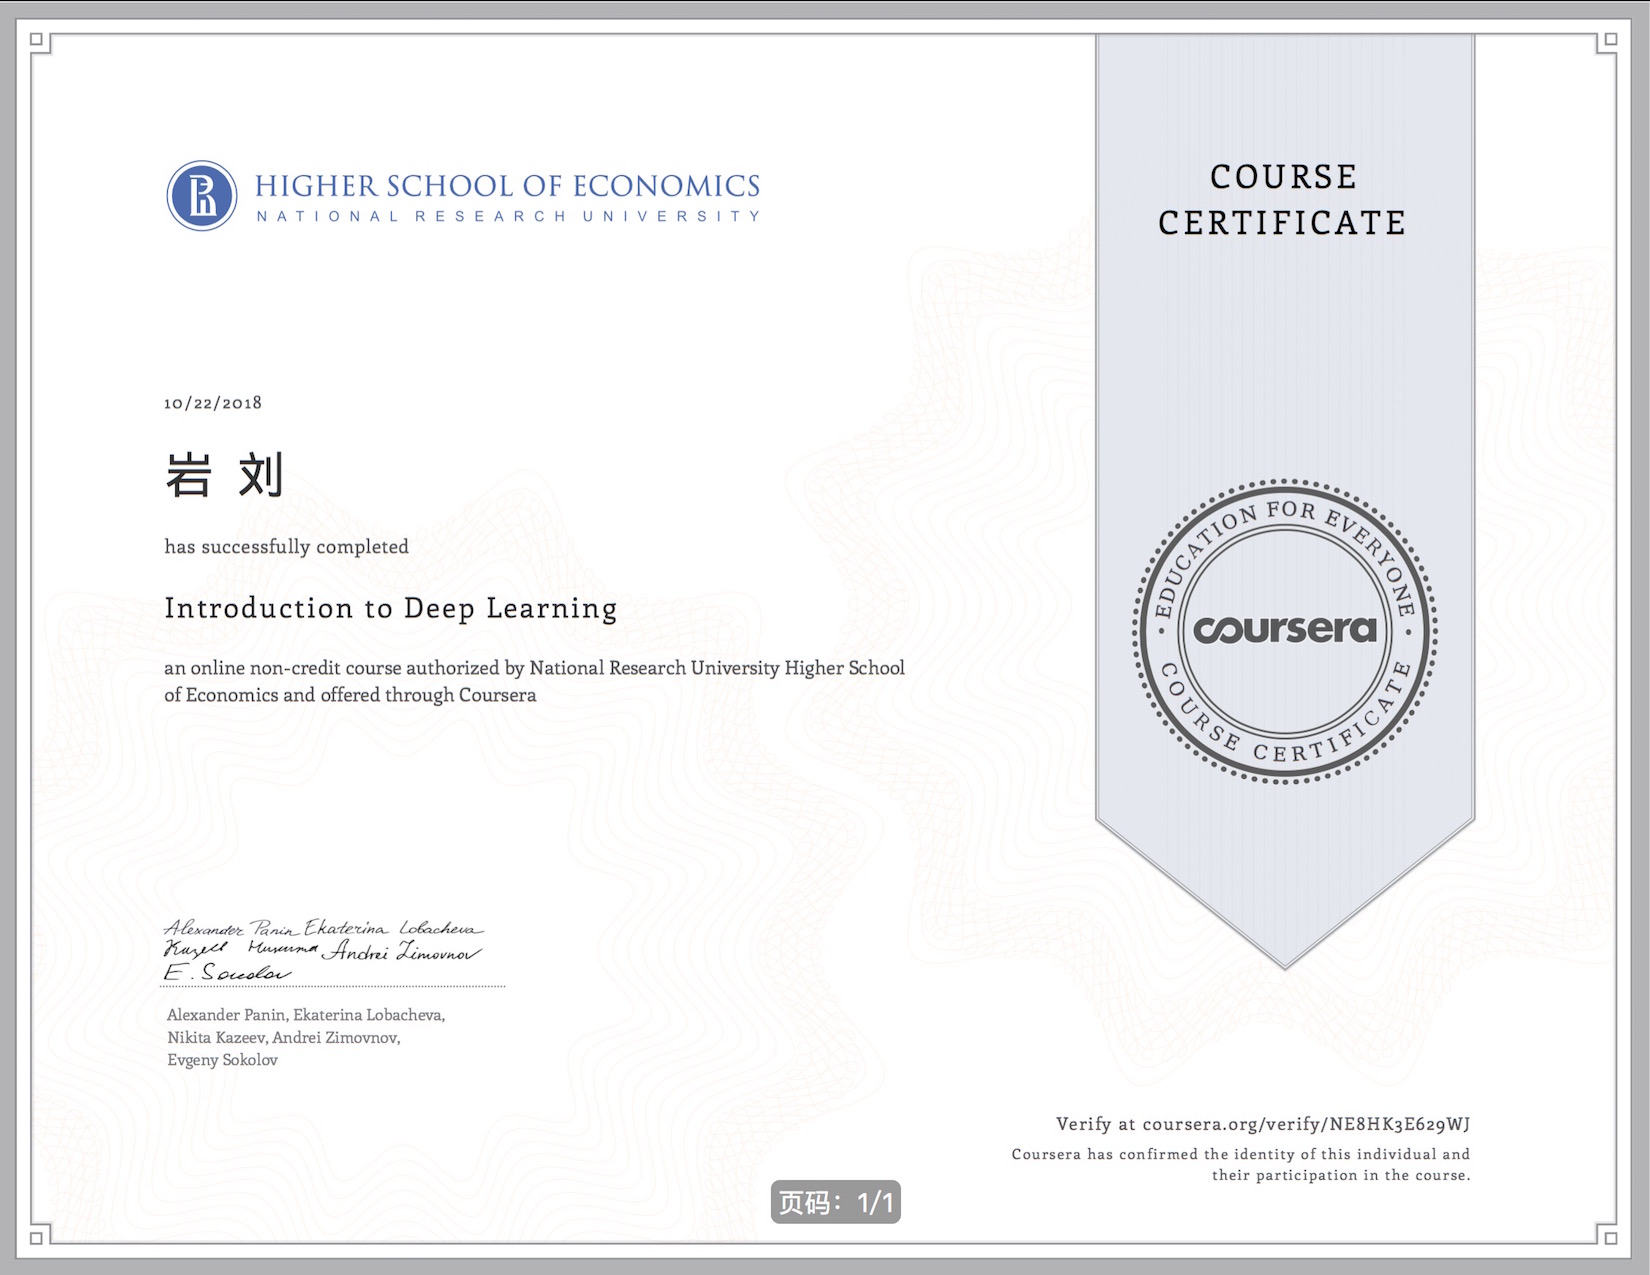 HIGHER SCHOOL OF ECONOMICS
NATIONAL RESEARCH UNIVERSITY
COURSE
CERTIFICATE
10/22/2018
岩 刘
has successfully completed
Introduction to Deep Learning
an online non-credit course authorized by National Research University Higher School
of Economics and offered through Coursera
EDUCATION FOR EVERYONE
coursera
COURSE CERTIFICATE
Alexander Panin Ekaterina Lobacheva
Andrei Zimovnov
E. Sokolov
Alexander Panin, Ekaterina Lobacheva,
Nikita Kazeev, Andrei Zimovnov,
Evgeny Sokolov
Verify at coursera.org/verify/NE8HK3E629WJ
Coursera has confirmed the identity of this individual and
their participation in the course.
页码：1/1